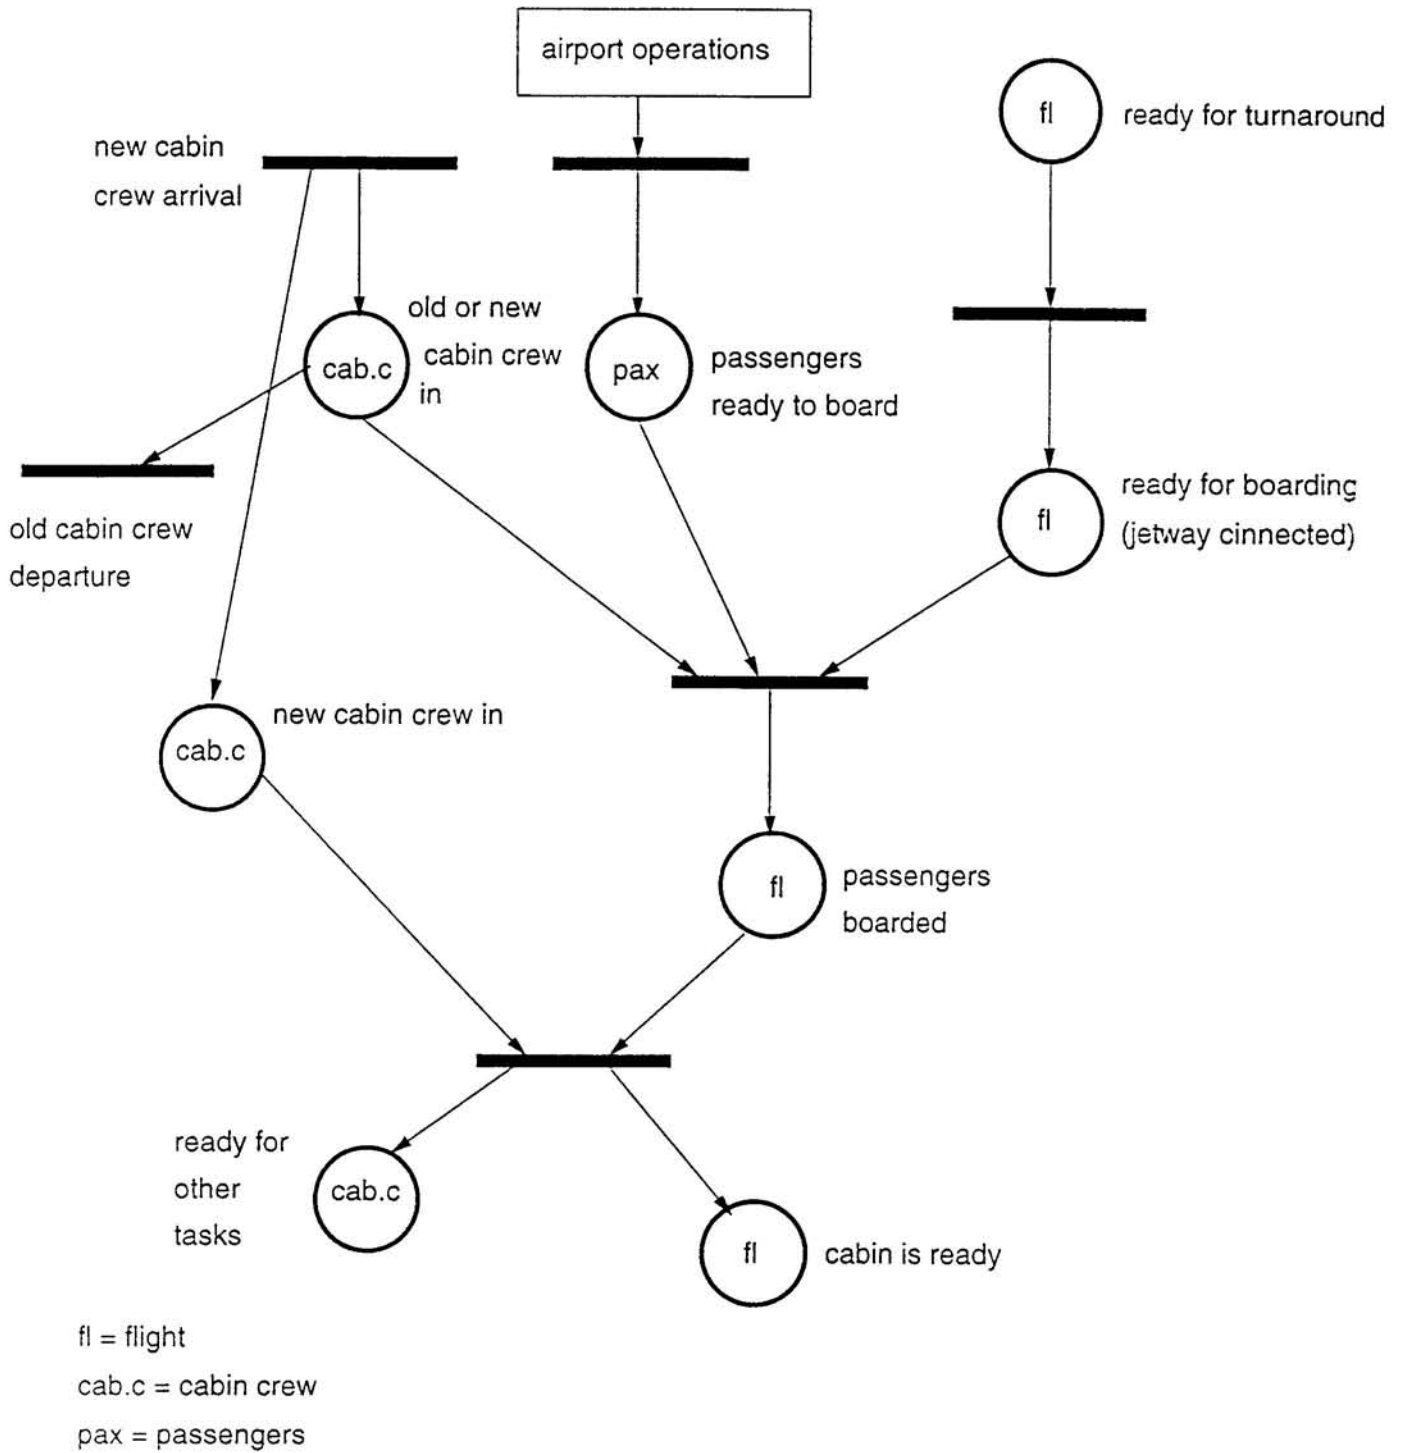 airport operations
fl
ready for turnaround
new cabin
crew arrival
old or new
cabin crew
in
cab.c
pax
passengers
ready to board
ready for boarding
(jetway cinnected)
fl
old cabin crew
departure
new cabin crew in
cab.c
fl
passengers
boarded
ready for
other
tasks
cab.c
fl
cabin is ready
fl = flight
cab.c = cabin crew
pax = passengers